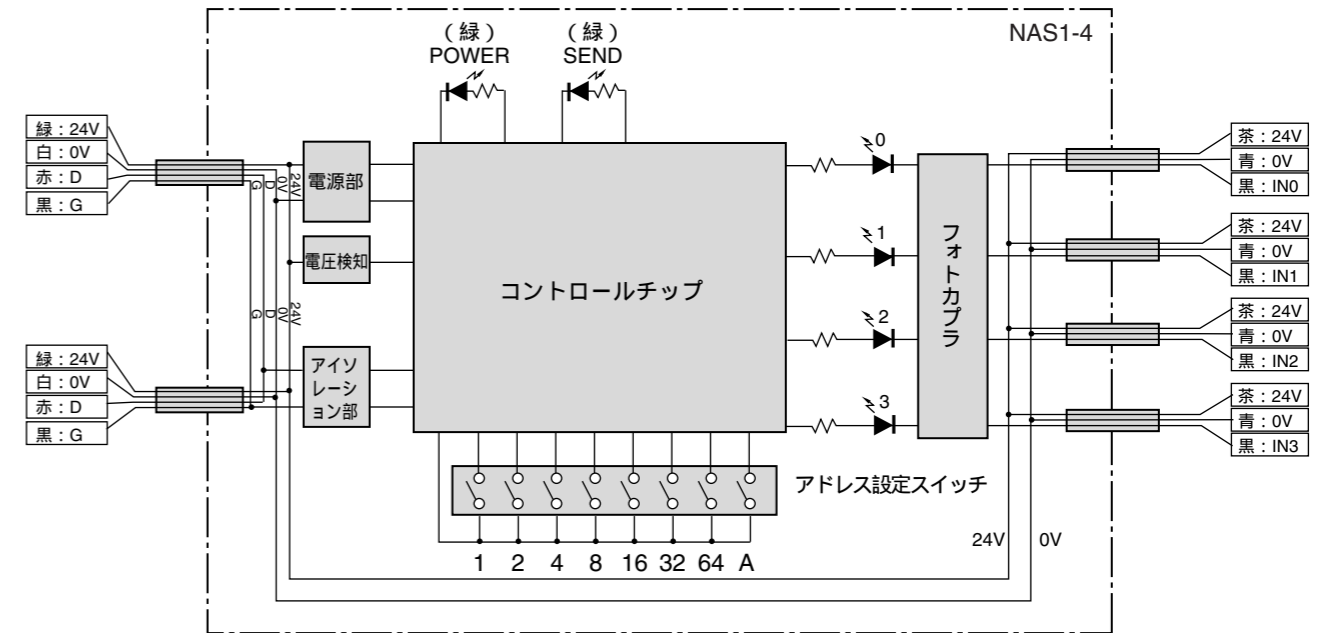 NAS1-4
（緑）
POWER
（緑）
SEND
緑：24V
白：0V
赤：D
黒：G
24V
0V
D
G
電源部
電圧検知
24V
0V
D
G
緑：24V
白：0V
赤：D
黒：G
アイソ
レーシ
ョン部
コントロールチップ
0
1
2
3
フォトカプラ
茶：24V
青：0V
黒：IN0
茶：24V
青：0V
黒：IN1
茶：24V
青：0V
黒：IN2
茶：24V
青：0V
黒：IN3
アドレス設定スイッチ
1 2 4 8 16 32 64 A
24V 0V